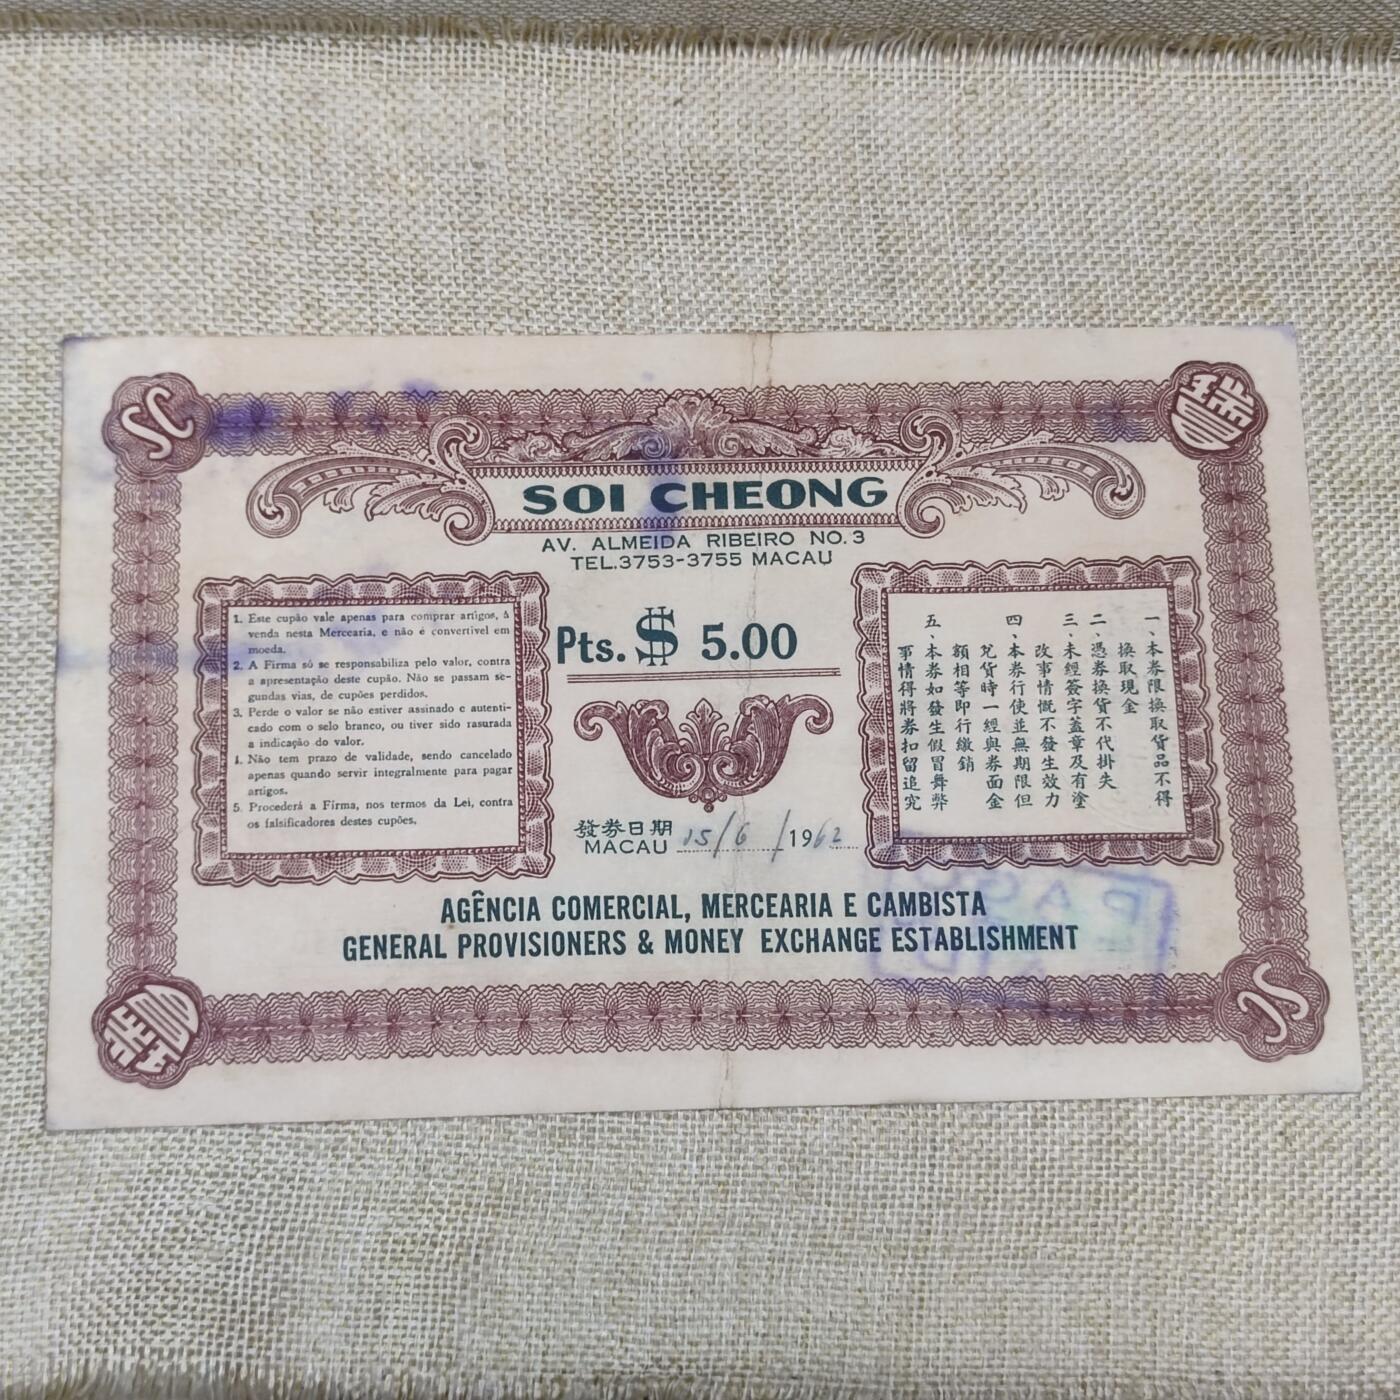 SC
瑞
SOI CHEONG
AV. ALMEIDA RIBEIRO NO. 3
TEL.3753-3755 MACAU
1. Este cupão vale apenas para comprar artigos, à
venda nesta Mercearia, e não é convertivel em
moeda.
2. A Firma só se responsabiliza pelo valor, contra
a apresentação deste cupão. Não se passam se-
gundas vias, de cupões perdidos.
3. Perde o valor se não estiver assinado e autenti-
cado com o selo branco, ou tiver sido rasurada
a indicação do valor.
4. Não tem prazo de validade, sendo cancelado
apenas quando servir integralmente para pagar
artigos.
5. Procederá a Firma, nos termos da Lei, contra
os falsificadores destes cupões.
Pts. $ 5.00
一、本券限換取貨品不得
換取現金
二、憑券換貨不代掛失
三、未經簽字蓋章及有塗
改事情慨不發生效力
四、本券行使並無期限但
兌貨時一經與券面金
額相等即行繳銷
五、本券如發生假冒舞弊
事情得將券扣留追究
發券日期
MACAU 15/6/1962
AGÊNCIA COMERCIAL, MERCEARIA E CAMBISTA
GENERAL PROVISIONERS & MONEY EXCHANGE ESTABLISHMENT
瑞
SC